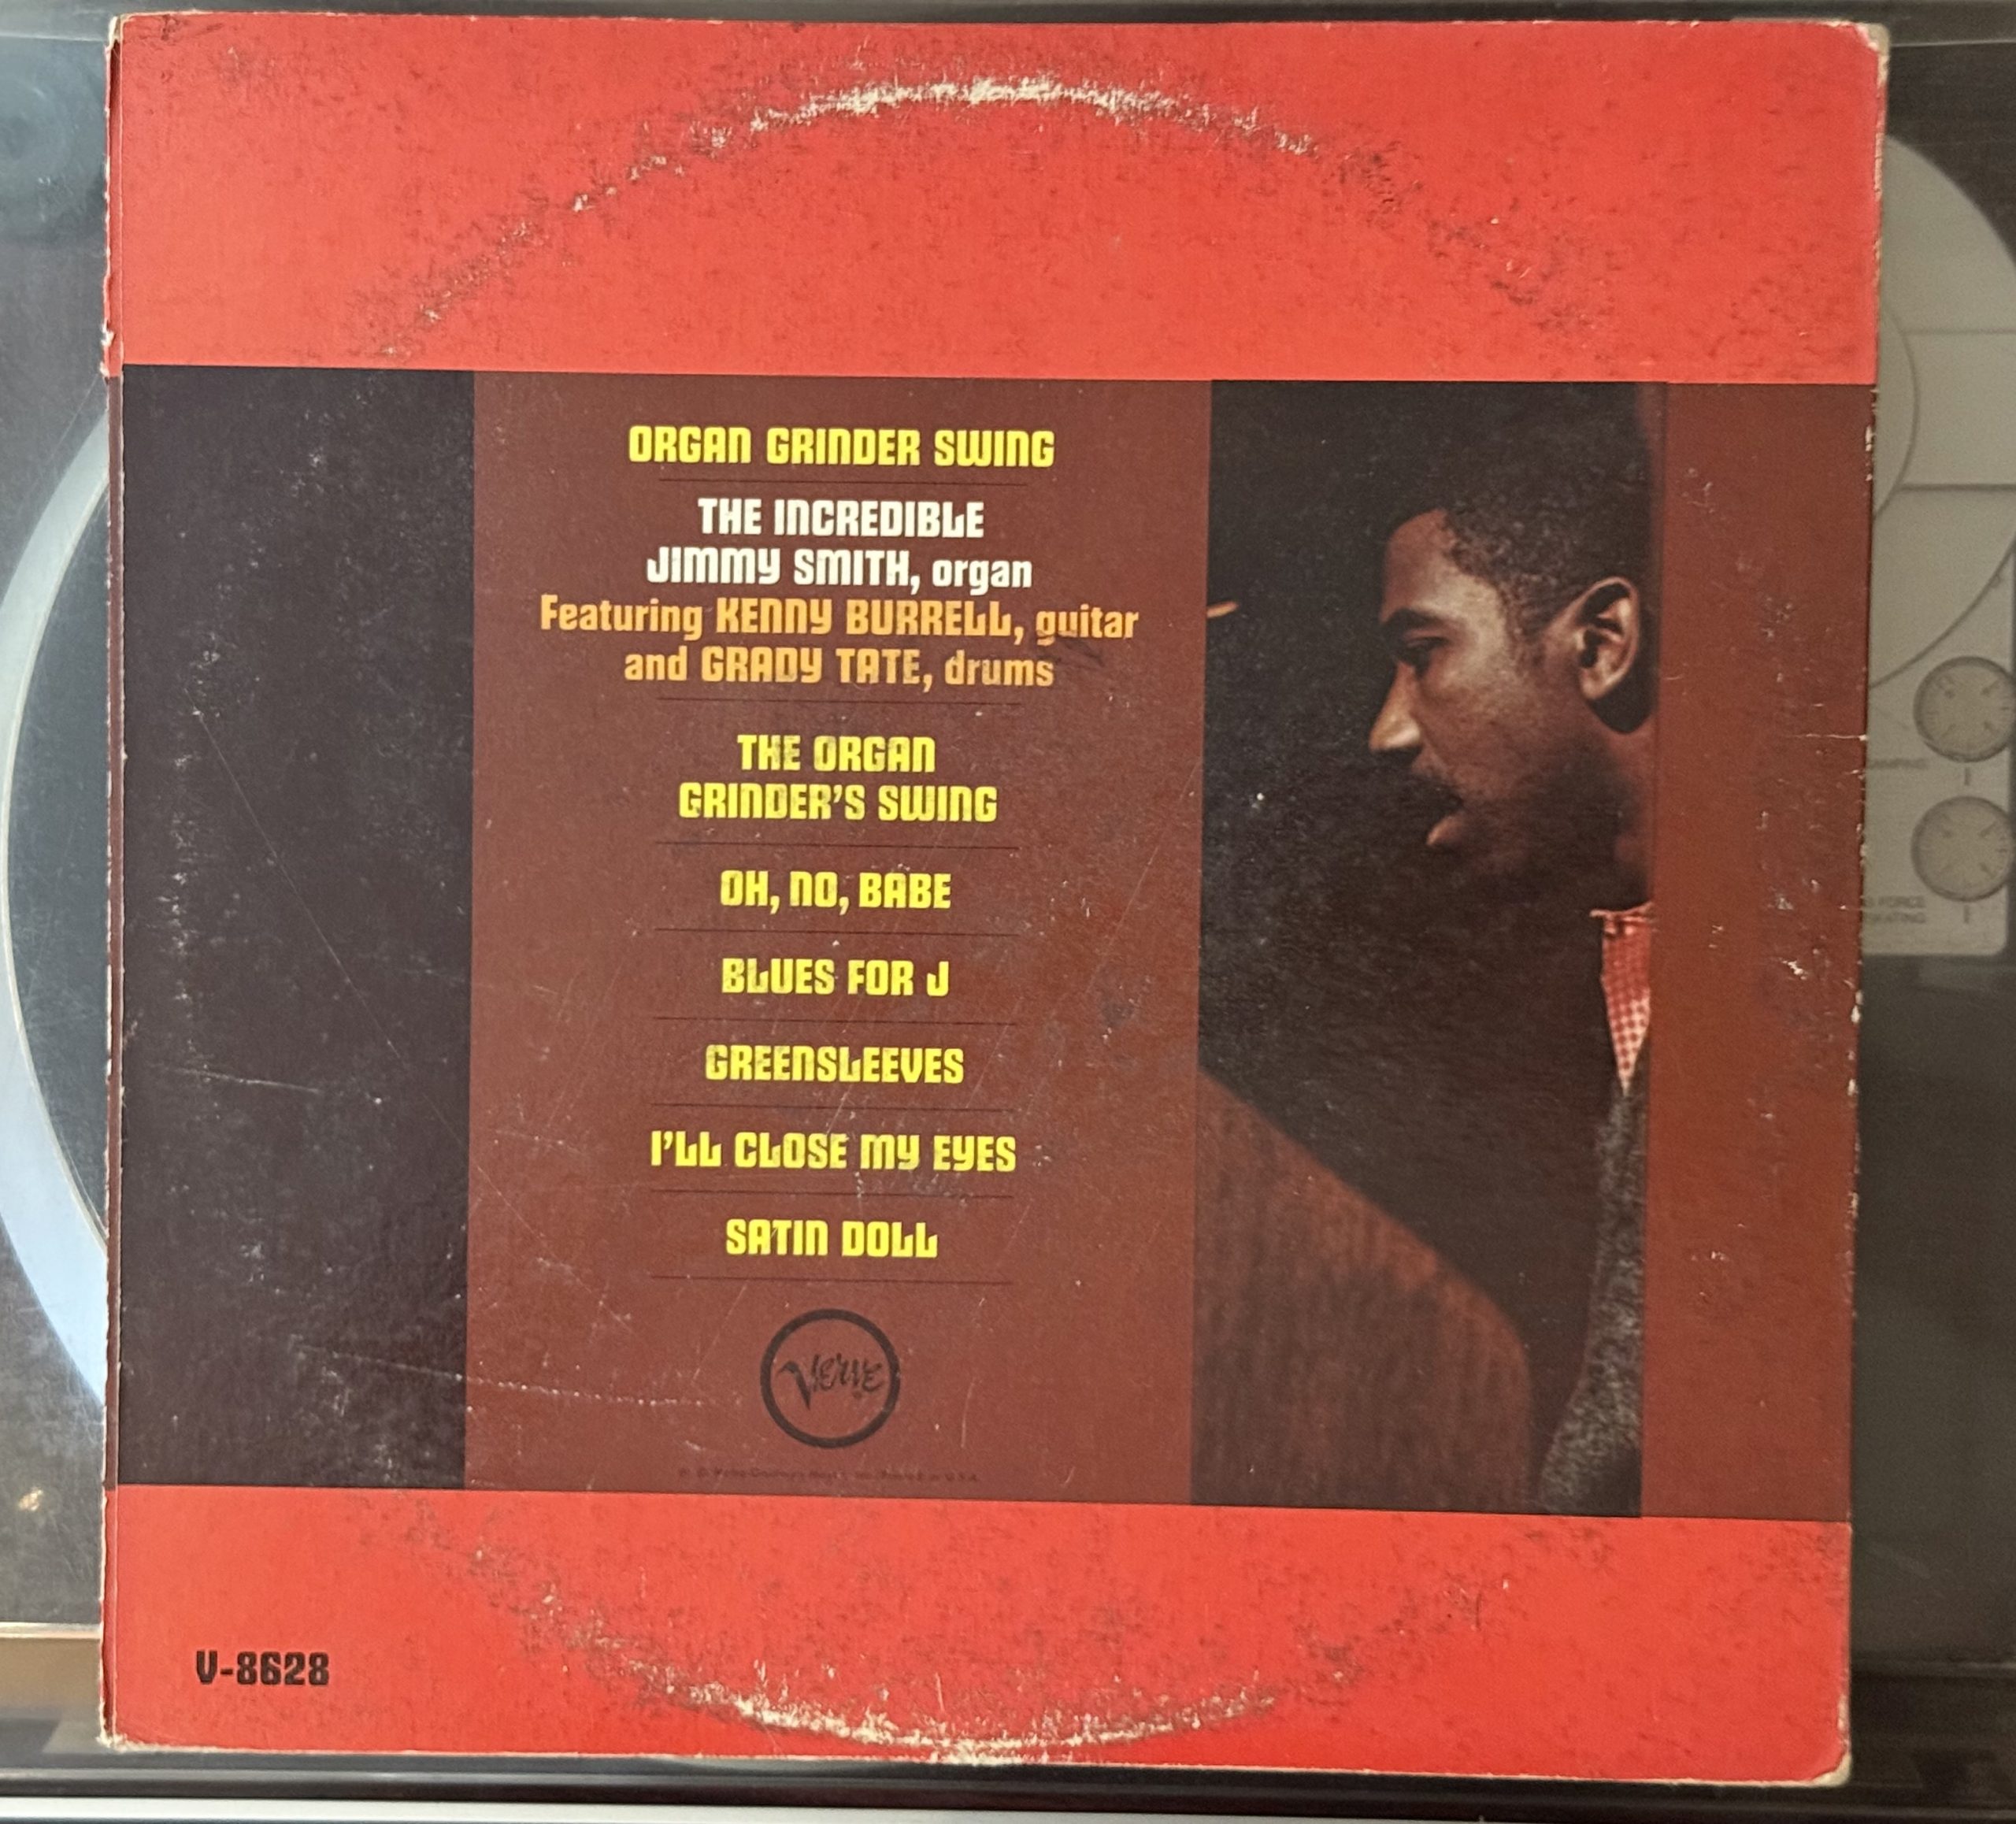 ORGAN GRINDER SWING
THE INCREDIBLE
JIMMY SMITH, organ
Featuring KENNY BURRELL, guitar
and GRADY TATE, drums
THE ORGAN
GRINDER'S SWING
OH, NO, BABE
BLUES FOR J
GREENSLEEVES
I'LL CLOSE MY EYES
SATIN DOLL
VERVE
V-8628